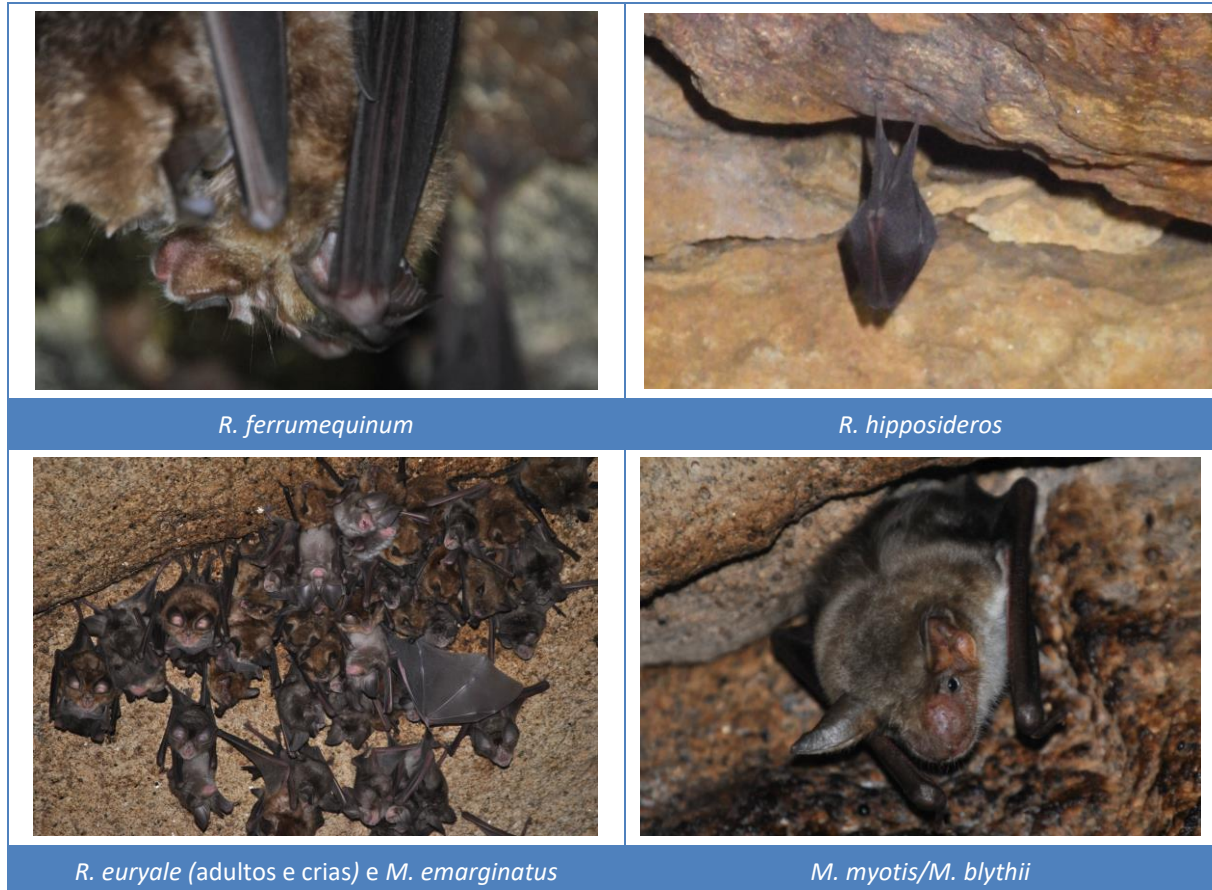 R. ferrumequinum
R. hipposideros
R. euryale (adultos e crias) e M. emarginatus
M. myotis/M. blythii